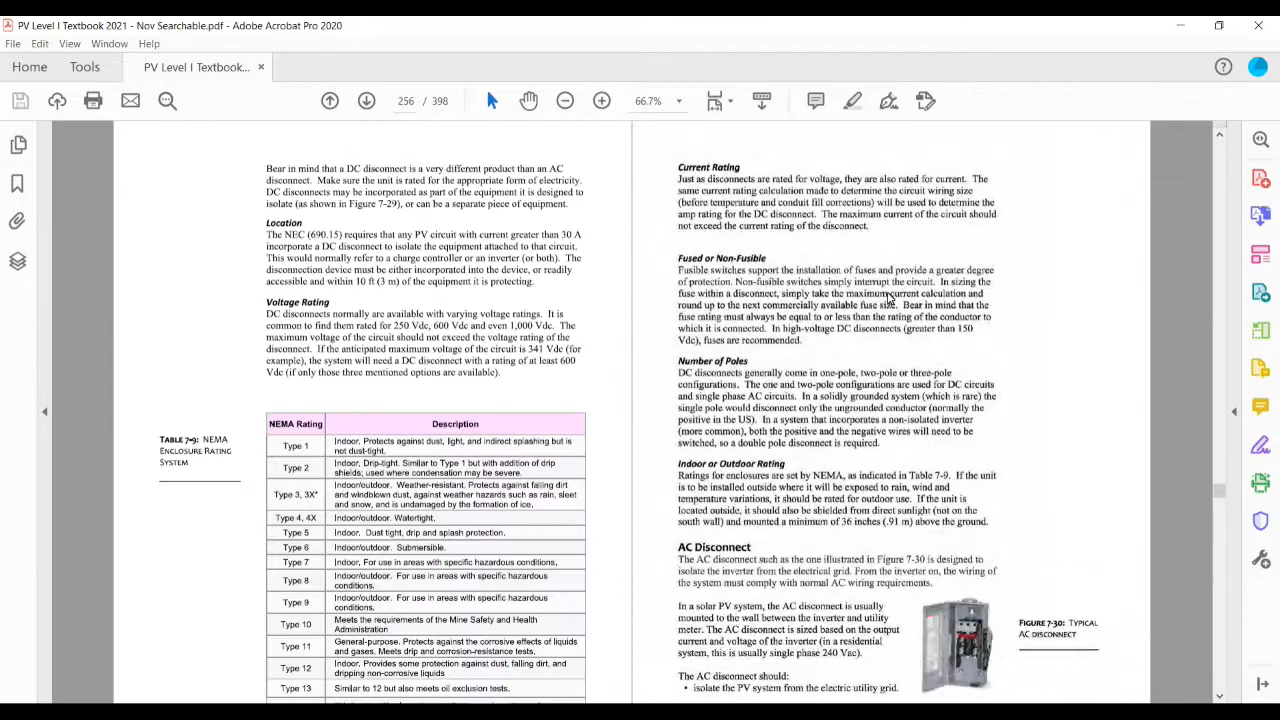 PV Level I Textbook 2021 - Nov Searchable.pdf - Adobe Acrobat Pro 2020
File Edit View Window Help
Home Tools PV Level I Textbook... ×
256 / 398 66.7%
Bear in mind that a DC disconnect is a very different product than an AC
disconnect. Make sure the unit is rated for the appropriate form of electricity.
DC disconnects may be incorporated as part of the equipment it is designed to
isolate (as shown in Figure 7-29), or can be a separate piece of equipment.
Location
The NEC (690.15) requires that any PV circuit with current greater than 30 A
incorporate a DC disconnect to isolate the equipment attached to that circuit.
This would normally refer to a charge controller or an inverter (or both). The
disconnection device must be either incorporated into the device, or readily
accessible and within 10 ft (3 m) of the equipment it is protecting.
Voltage Rating
DC disconnects normally are available with varying voltage ratings. It is
common to find them rated for 250 Vdc, 600 Vdc and even 1,000 Vdc. The
maximum voltage of the circuit should not exceed the voltage rating of the
disconnect. If the anticipated maximum voltage of the circuit is 341 Vdc (for
example), the system will need a DC disconnect with a rating of at least 600
Vdc (if only those three mentioned options are available).
TABLE 7-9: NEMA
ENCLOSURE RATING
SYSTEM
NEMA Rating Description
Type 1 Indoor. Protects against dust, light, and indirect splashing but is
not dust-tight.
Type 2 Indoor. Drip-tight. Similar to Type 1 but with addition of drip
shields; used where condensation may be severe.
Type 3, 3X* Indoor/outdoor. Weather-resistant. Protects against falling dirt
and windblown dust, against weather hazards such as rain, sleet
and snow, and is undamaged by the formation of ice.
Type 4, 4X Indoor/outdoor. Watertight.
Type 5 Indoor. Dust tight, drip and splash protection.
Type 6 Indoor/outdoor. Submersible.
Type 7 Indoor. For use in areas with specific hazardous conditions.
Type 8 Indoor/outdoor. For use in areas with specific hazardous
conditions.
Type 9 Indoor/outdoor. For use in areas with specific hazardous
conditions.
Type 10 Meets the requirements of the Mine Safety and Health
Administration
Type 11 General-purpose. Protects against the corrosive effects of liquids
and gases. Meets drip and corrosion-resistance tests.
Type 12 Indoor. Provides some protection against dust, falling dirt, and
dripping non-corrosive liquids
Type 13 Similar to 12 but also meets oil exclusion tests.
Current Rating
Just as disconnects are rated for voltage, they are also rated for current. The
same current rating calculation made to determine the circuit wiring size
(before temperature and conduit fill corrections) will be used to determine the
amp rating for the DC disconnect. The maximum current of the circuit should
not exceed the current rating of the disconnect.
Fused or Non-Fusible
Fusible switches support the installation of fuses and provide a greater degree
of protection. Non-fusible switches simply interrupt the circuit. In sizing the
fuse within a disconnect, simply take the maximum current calculation and
round up to the next commercially available fuse size. Bear in mind that the
fuse rating must always be equal to or less than the rating of the conductor to
which it is connected. In high-voltage DC disconnects (greater than 150
Vdc), fuses are recommended.
Number of Poles
DC disconnects generally come in one-pole, two-pole or three-pole
configurations. The one and two-pole configurations are used for DC circuits
and single phase AC circuits. In a solidly grounded system (which is rare) the
single pole would disconnect only the ungrounded conductor (normally the
positive in the US). In a system that incorporates a non-isolated inverter
(more common), both the positive and the negative wires will need to be
switched, so a double pole disconnect is required.
Indoor or Outdoor Rating
Ratings for enclosures are set by NEMA, as indicated in Table 7-9. If the unit
is to be installed outside where it will be exposed to rain, wind and
temperature variations, it should be rated for outdoor use. If the unit is
located outside, it should also be shielded from direct sunlight (not on the
south wall) and mounted a minimum of 36 inches (.91 m) above the ground.
AC Disconnect
The AC disconnect such as the one illustrated in Figure 7-30 is designed to
isolate the inverter from the electrical grid. From the inverter on, the wiring of
the system must comply with normal AC wiring requirements.
In a solar PV system, the AC disconnect is usually
mounted to the wall between the inverter and utility
meter. The AC disconnect is sized based on the output
current and voltage of the inverter (in a residential
system, this is usually single phase 240 Vac).
The AC disconnect should:
• isolate the PV system from the electric utility grid.
FIGURE 7-30: TYPICAL
AC DISCONNECT